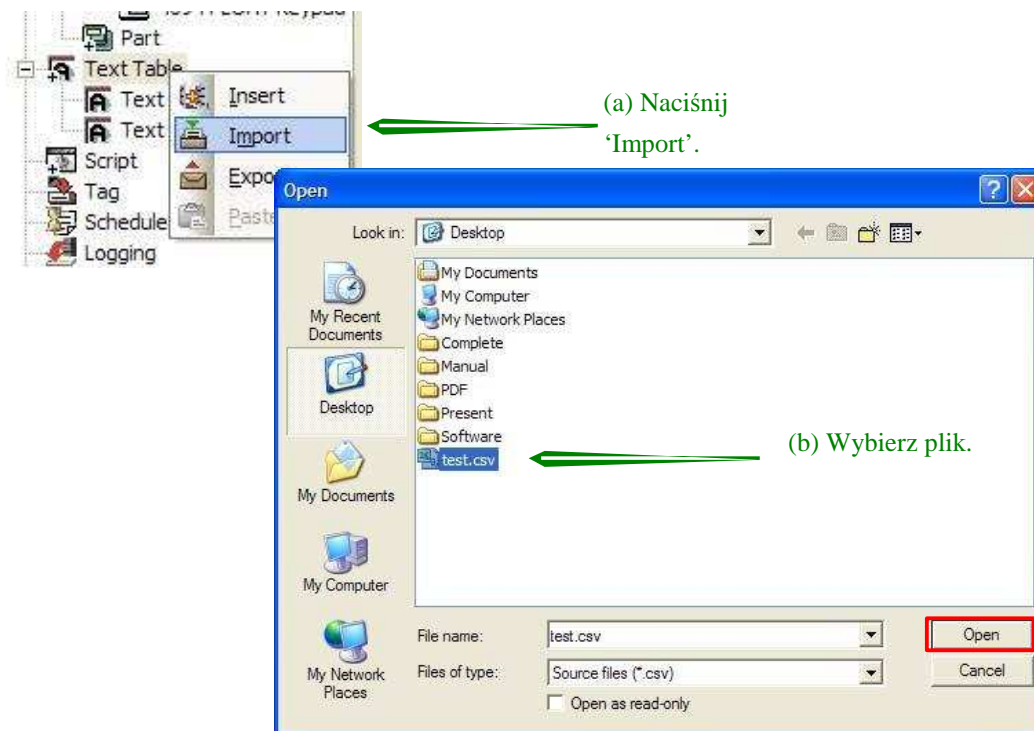 Part
Text Table
Text
Text
Script
Tag
Schedule
Logging
Insert
Import
Export
Paste
(a) Naciśnij
‘Import’.
Open
Look in:
Desktop
My Recent
Documents
Desktop
My Documents
My Computer
My Network
Places
My Documents
My Computer
My Network Places
Complete
Manual
PDF
Present
Software
test.csv
(b) Wybierz plik.
File name:
test.csv
Open
Files of type:
Source files (*.csv)
Cancel
Open as read-only